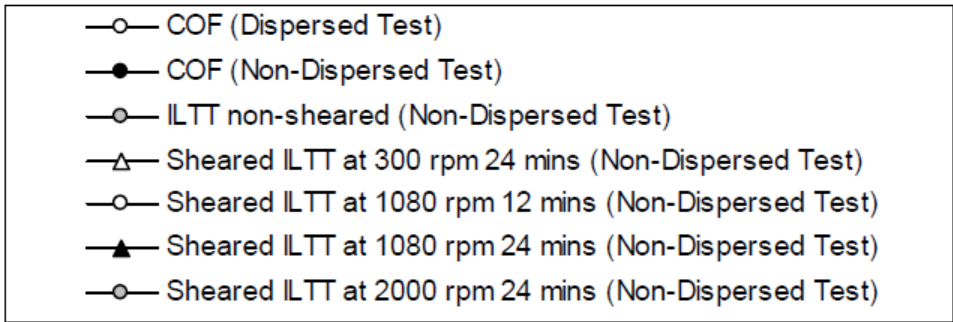 COF (Dispersed Test)
COF (Non-Dispersed Test)
ILTT non-sheared (Non-Dispersed Test)
Sheared ILTT at 300 rpm 24 mins (Non-Dispersed Test)
Sheared ILTT at 1080 rpm 12 mins (Non-Dispersed Test)
Sheared ILTT at 1080 rpm 24 mins (Non-Dispersed Test)
Sheared ILTT at 2000 rpm 24 mins (Non-Dispersed Test)